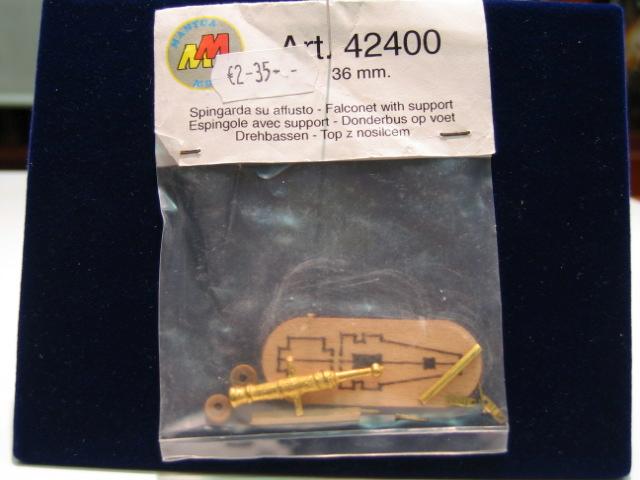 MANTUA
MM
Art. 42400
€2-35-.-
36 mm.
Spingarda su affusto - Falconet with support
Espingole avec support - Donderbus op voet
Drehbassen - Top z nosilcem